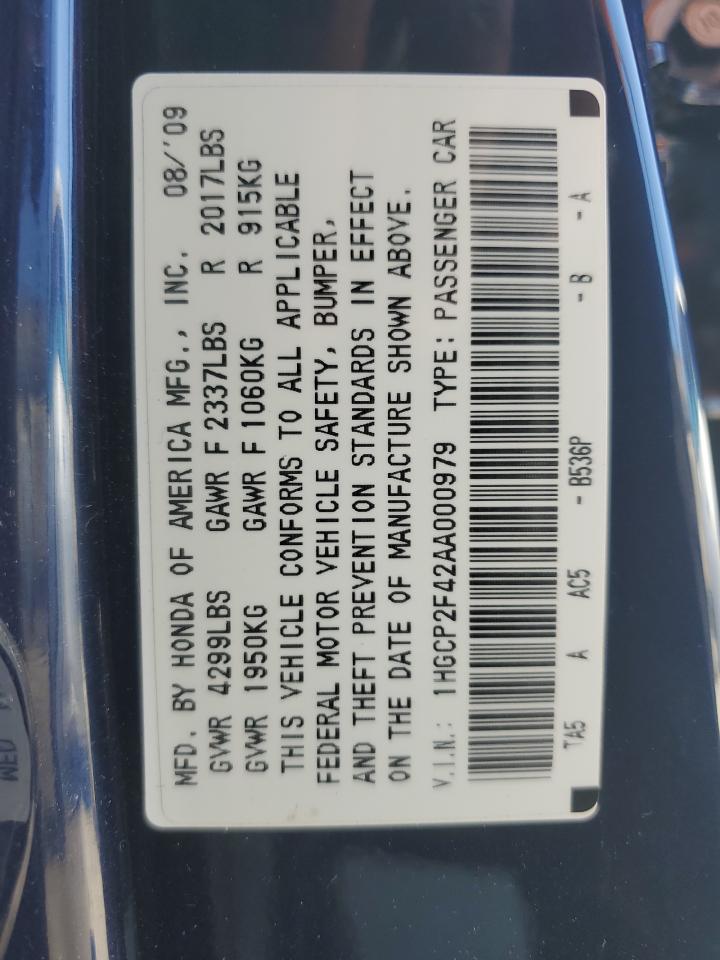 MFD. BY HONDA OF AMERICA MFG., INC. 08/'09
GVWR 4299LBS GAWR F 2337LBS R 2017LBS
GVWR 1950KG GAWR F 1060KG R 915KG
THIS VEHICLE CONFORMS TO ALL APPLICABLE
FEDERAL MOTOR VEHICLE SAFETY, BUMPER,
AND THEFT PREVENTION STANDARDS IN EFFECT
ON THE DATE OF MANUFACTURE SHOWN ABOVE.
V.I.N.: 1HGCP2F42AA000979 TYPE: PASSENGER CAR
TA5 A AC5 - B536P - B - A